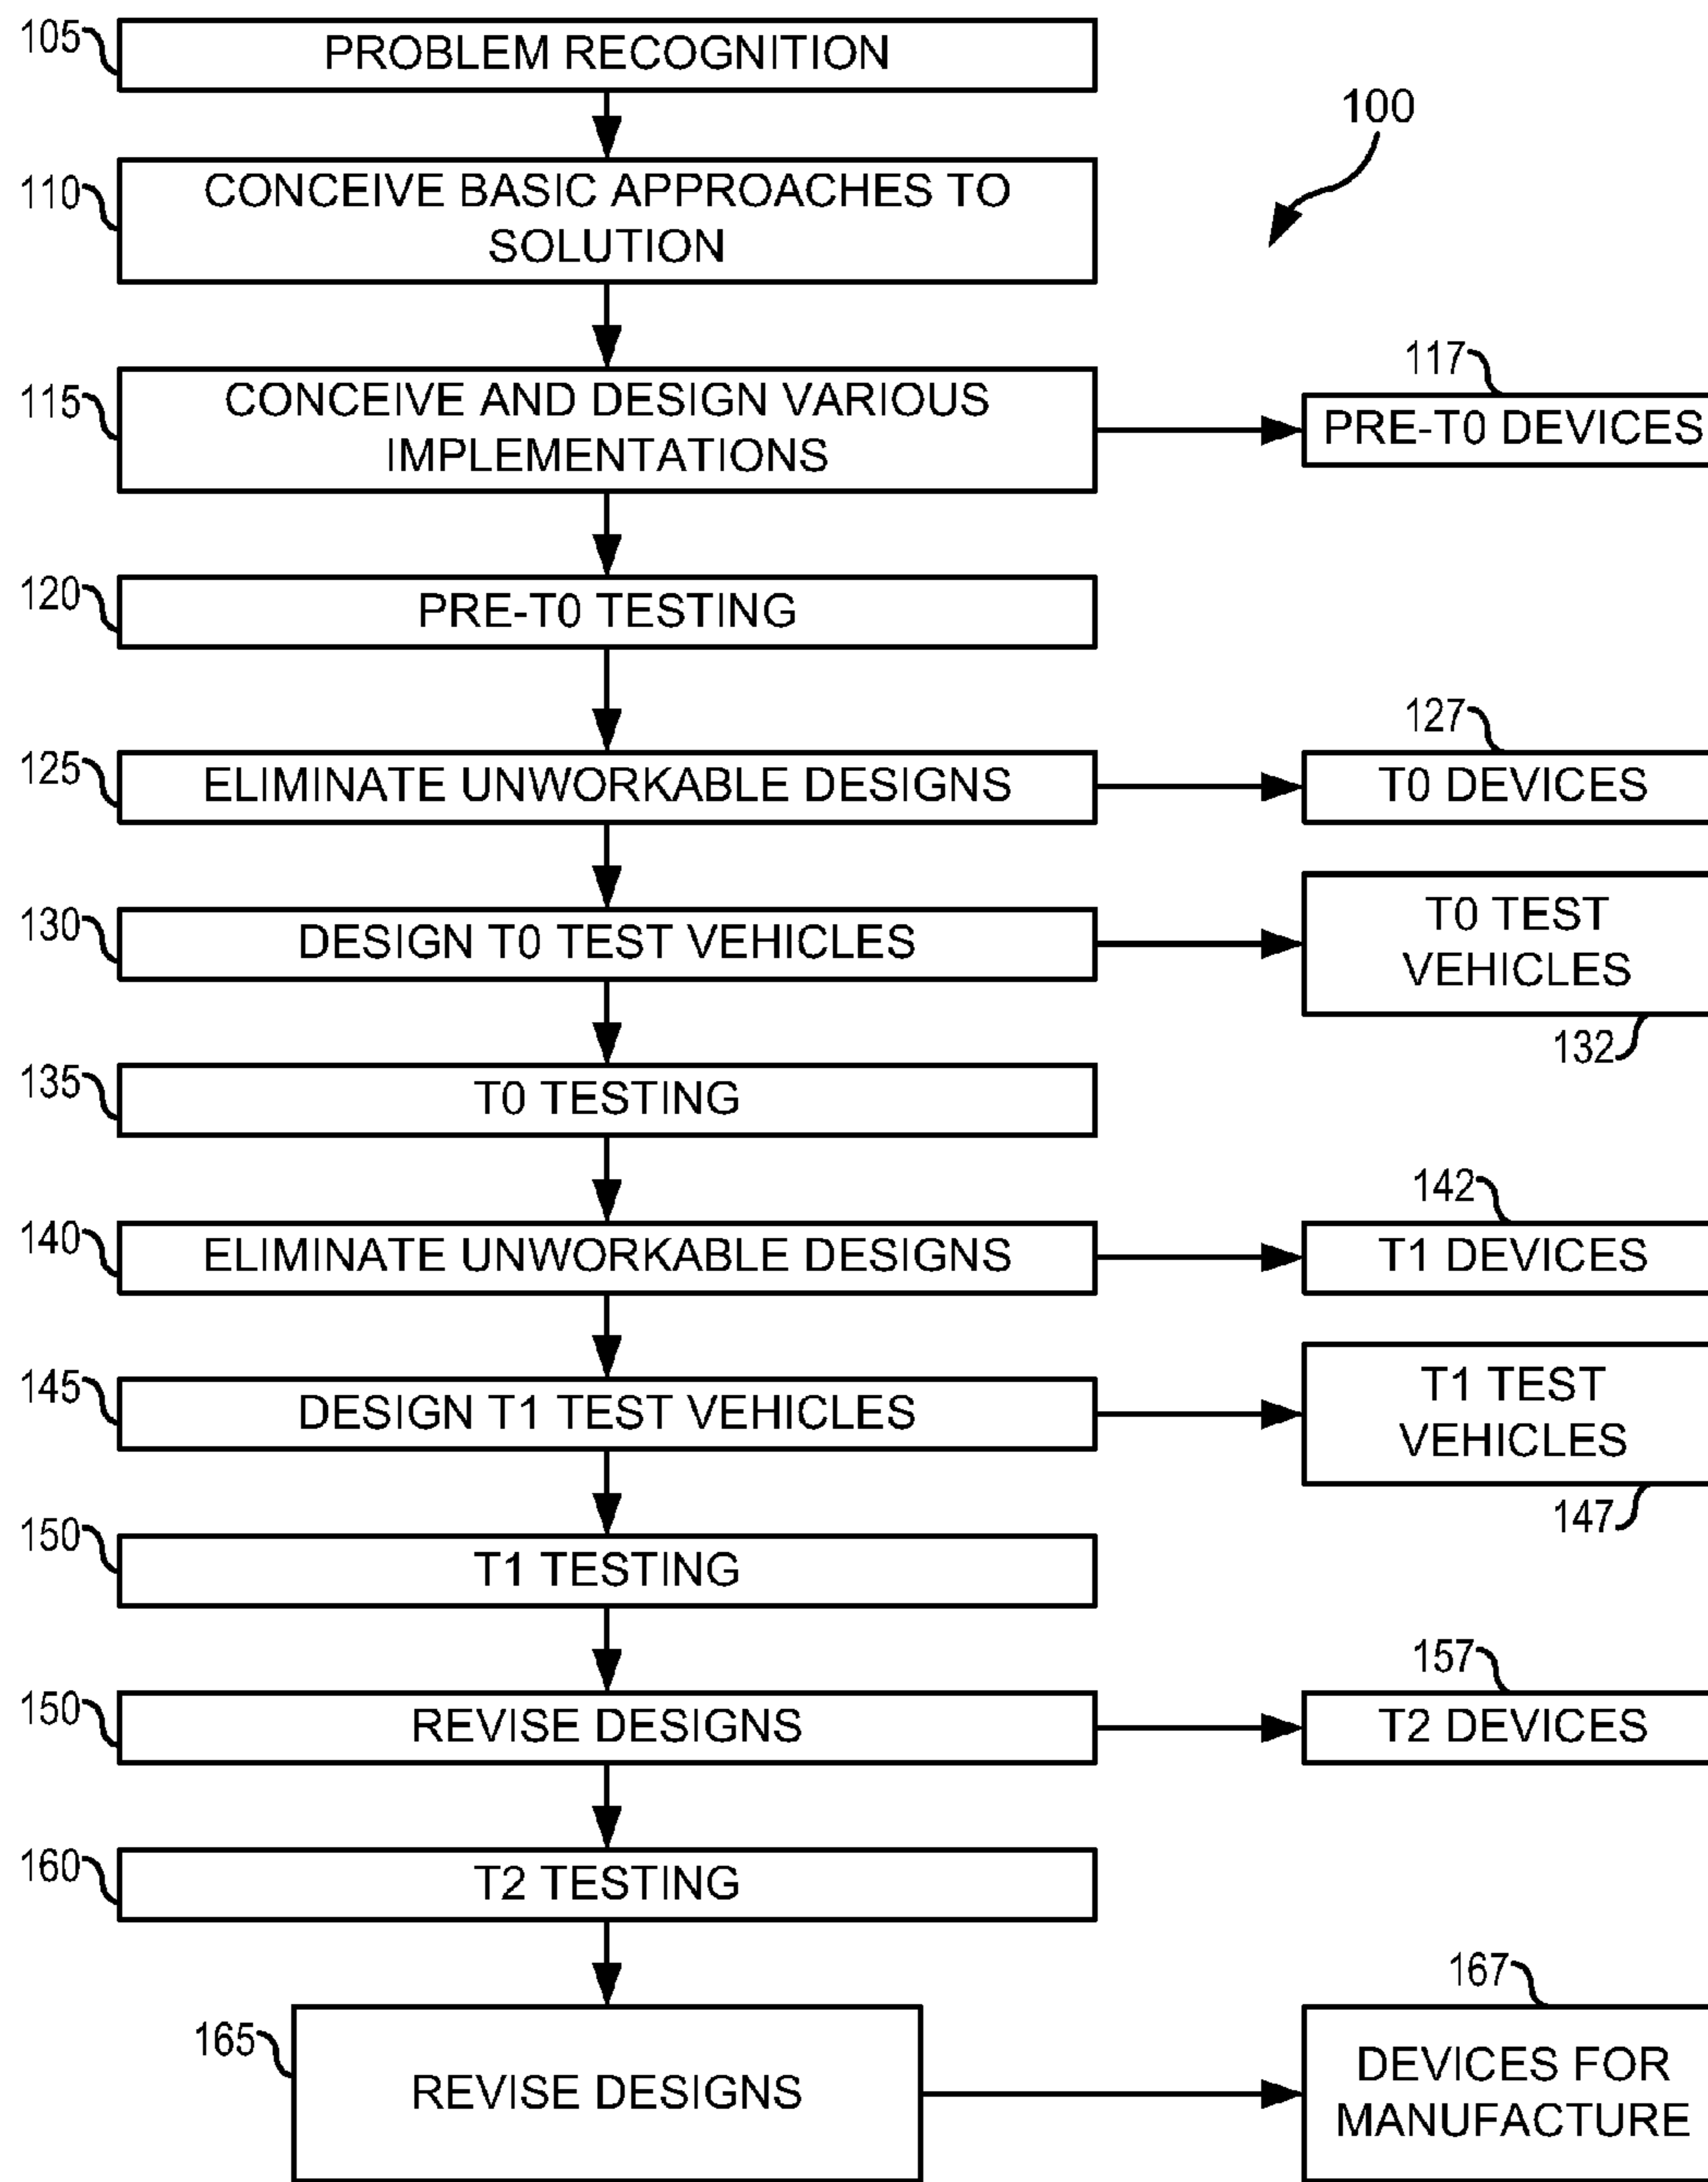 105
PROBLEM RECOGNITION
100
110
CONCEIVE BASIC APPROACHES TO
SOLUTION
117
115
CONCEIVE AND DESIGN VARIOUS
IMPLEMENTATIONS
PRE-T0 DEVICES
120
PRE-T0 TESTING
127
125
ELIMINATE UNWORKABLE DESIGNS
T0 DEVICES
130
DESIGN T0 TEST VEHICLES
T0 TEST
VEHICLES
132
135
T0 TESTING
142
140
ELIMINATE UNWORKABLE DESIGNS
T1 DEVICES
145
DESIGN T1 TEST VEHICLES
T1 TEST
VEHICLES
147
150
T1 TESTING
157
150
REVISE DESIGNS
T2 DEVICES
160
T2 TESTING
167
165
REVISE DESIGNS
DEVICES FOR
MANUFACTURE